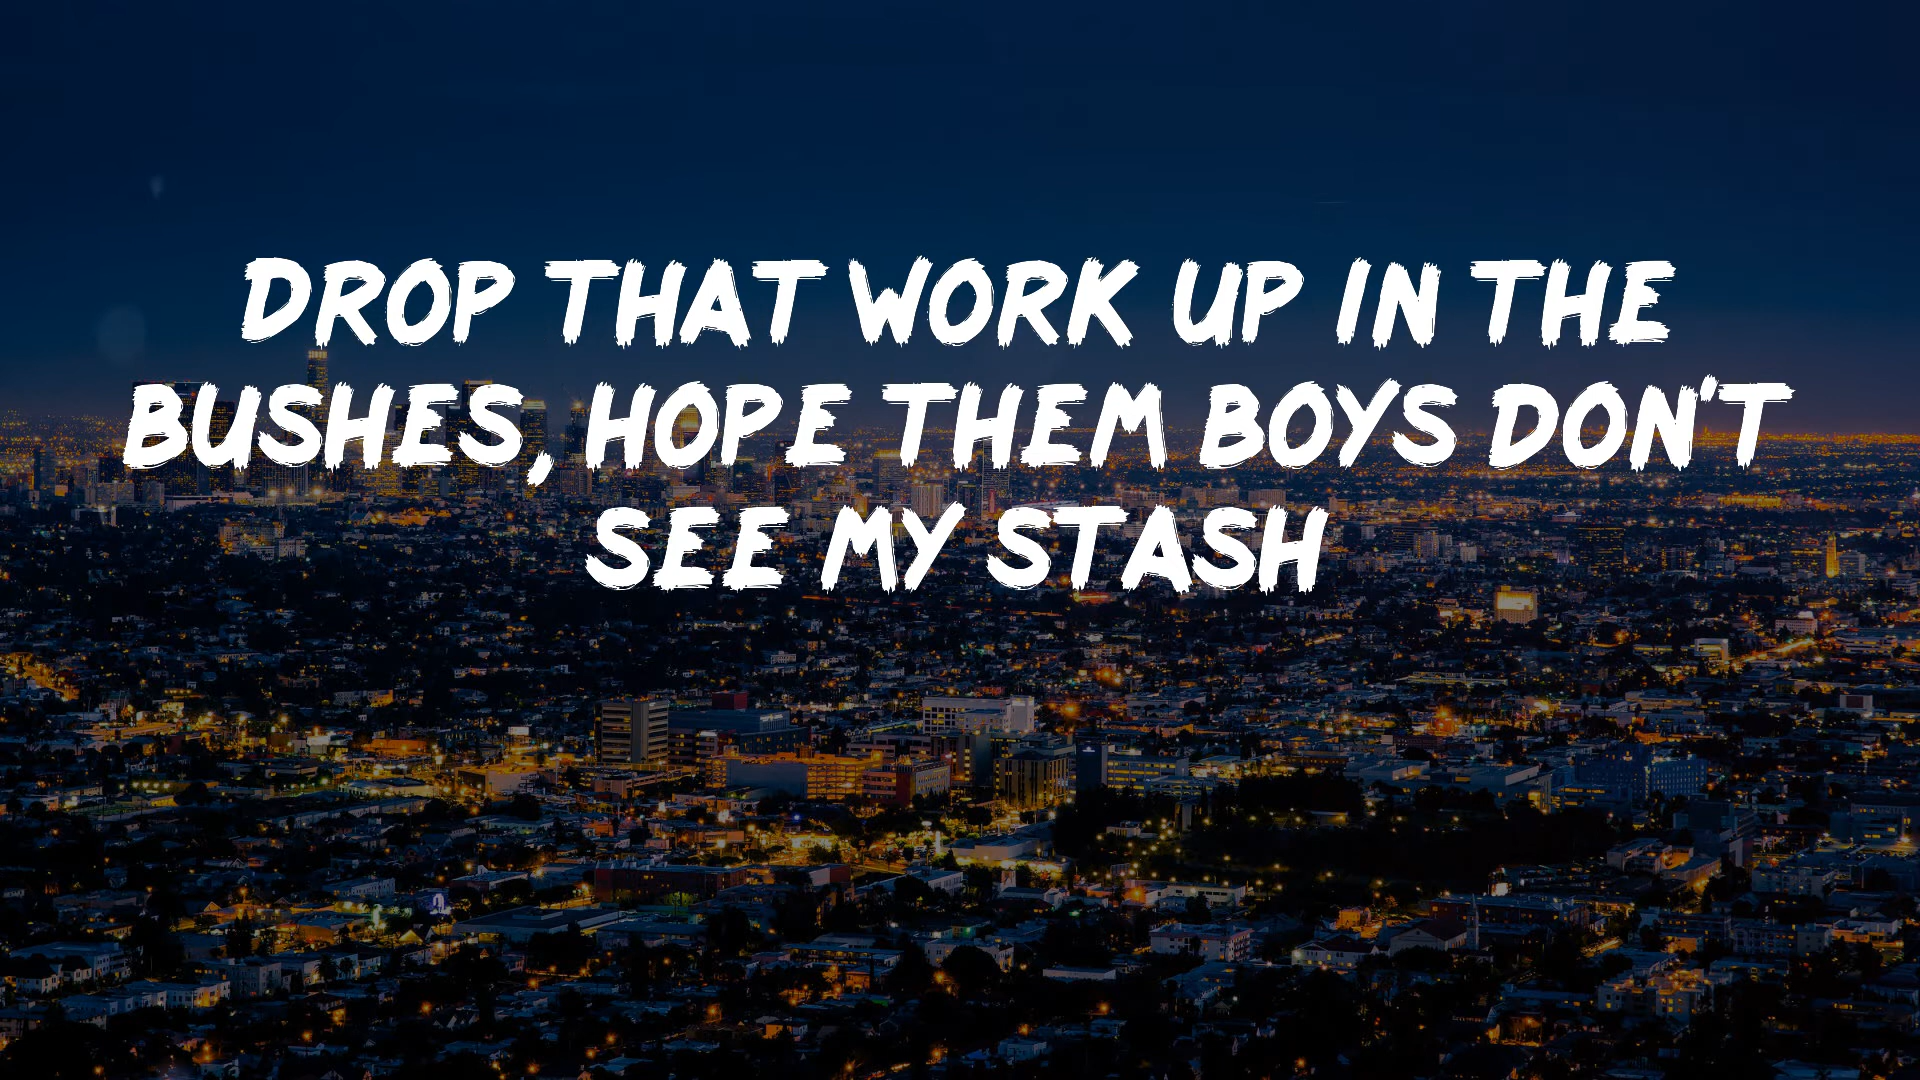 DROP THAT WORK UP IN THE
BUSHES, HOPE THEM BOYS DON'T
SEE MY STASH